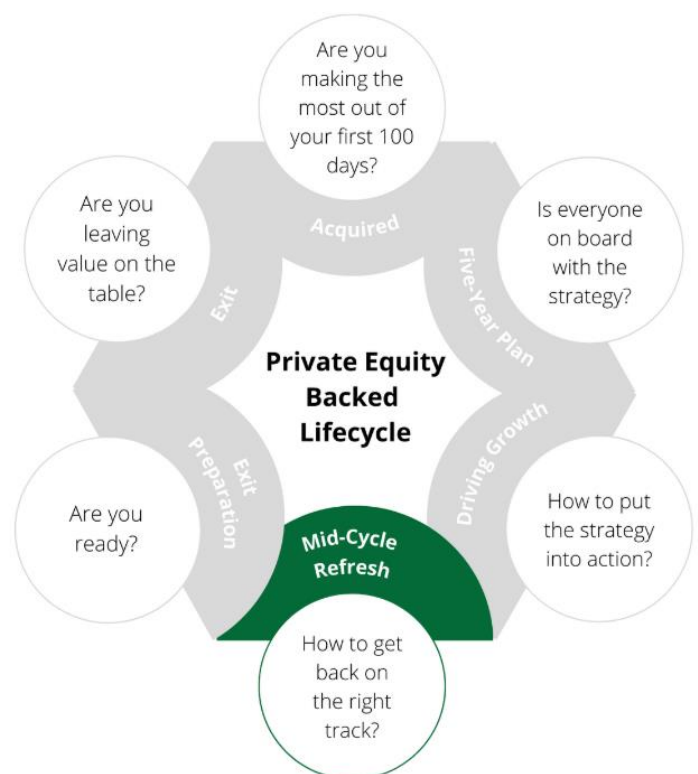 Are you
making the
most out of
your first 100
days?
Acquired
Is everyone
on board
with the
strategy?
Five-Year Plan
How to put
the strategy
into action?
Driving Growth
How to get
back on
the right
track?
Mid-Cycle
Refresh
Are you
ready?
Exit
Preparation
Are you
leaving
value on the
table?
Exit
Private Equity
Backed
Lifecycle